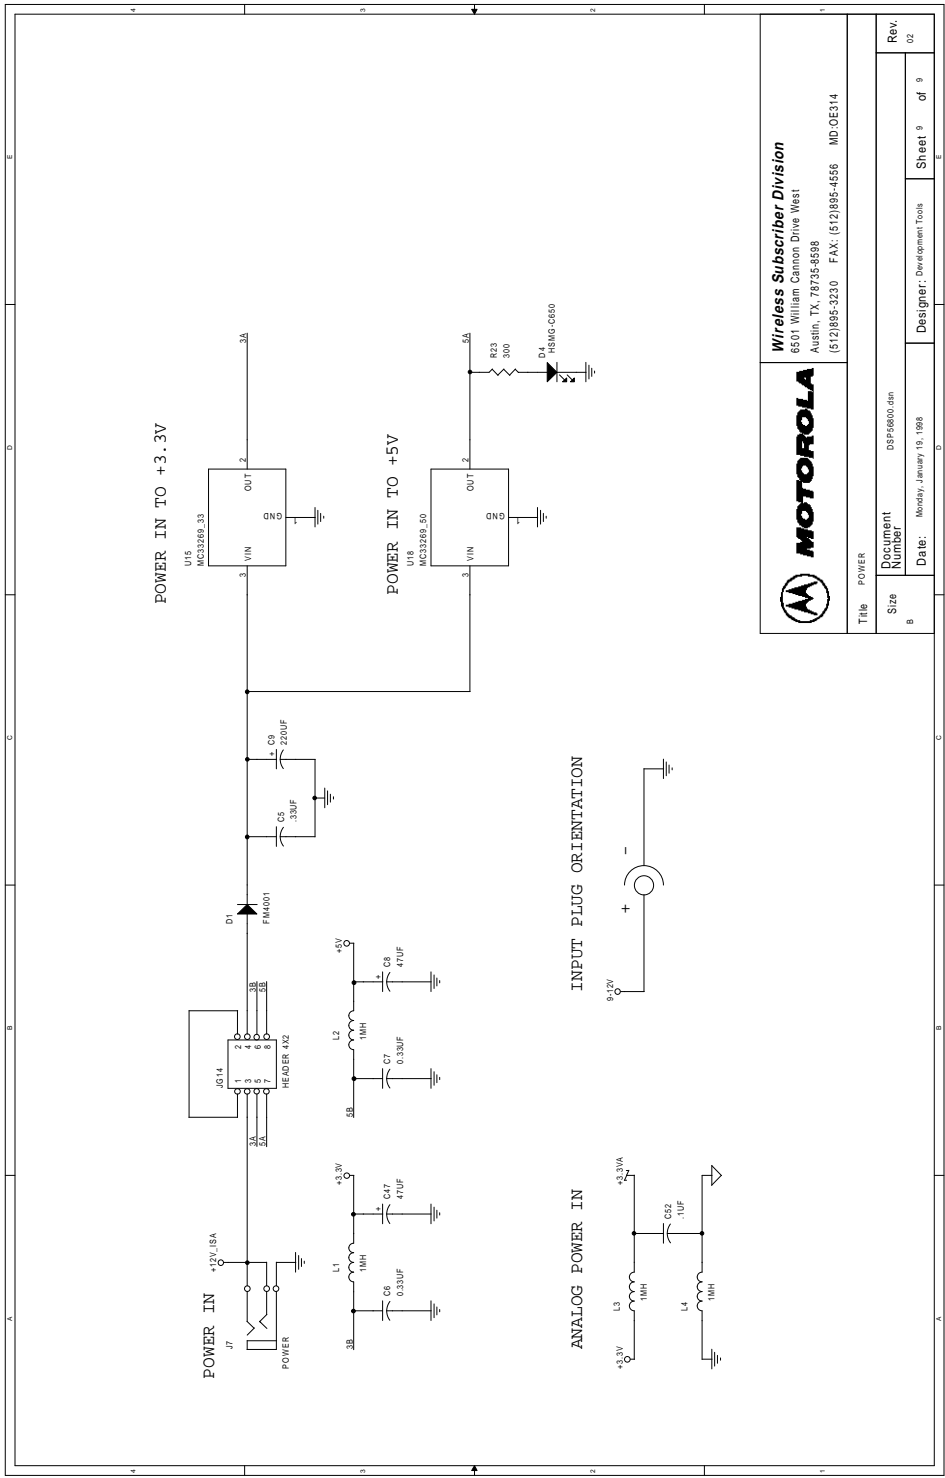 POWER IN TO +3.3V
U15
MC33269_33
3
VIN
OUT
2
GND
1
3A
POWER IN TO +5V
U18
MC33269_50
3
VIN
OUT
2
GND
1
5A
R23
300
D4
HSMG-C650
POWER IN
J7
POWER
+12V_ISA
JG14
1 2
3 4
5 6
7 8
HEADER 4X2
3A
5A
3B
5B
D1
FM4001
C5
.33UF
+
C9
220UF
3B
L1
1MH
+3.3V
C6
0.33UF
+
C47
47UF
5B
L2
1MH
+5V
C7
0.33UF
+
C8
47UF
ANALOG POWER IN
+3.3V
L3
1MH
+3.3VA
C52
.1UF
L4
1MH
INPUT PLUG ORIENTATION
9-12V
+
-
MOTOROLA
Wireless Subscriber Division
6501 William Cannon Drive West
Austin, TX, 78735-8598
(512)895-3230 FAX: (512)895-4556 MD:OE314
Title POWER
Size
B
Document
Number
DSP56800.dsn
Rev.
02
Date: Monday, January 19, 1998
Designer: Development Tools
Sheet 9 of 9
A
B
C
D
E
A
B
C
D
E
4
3
2
1
4
3
2
1